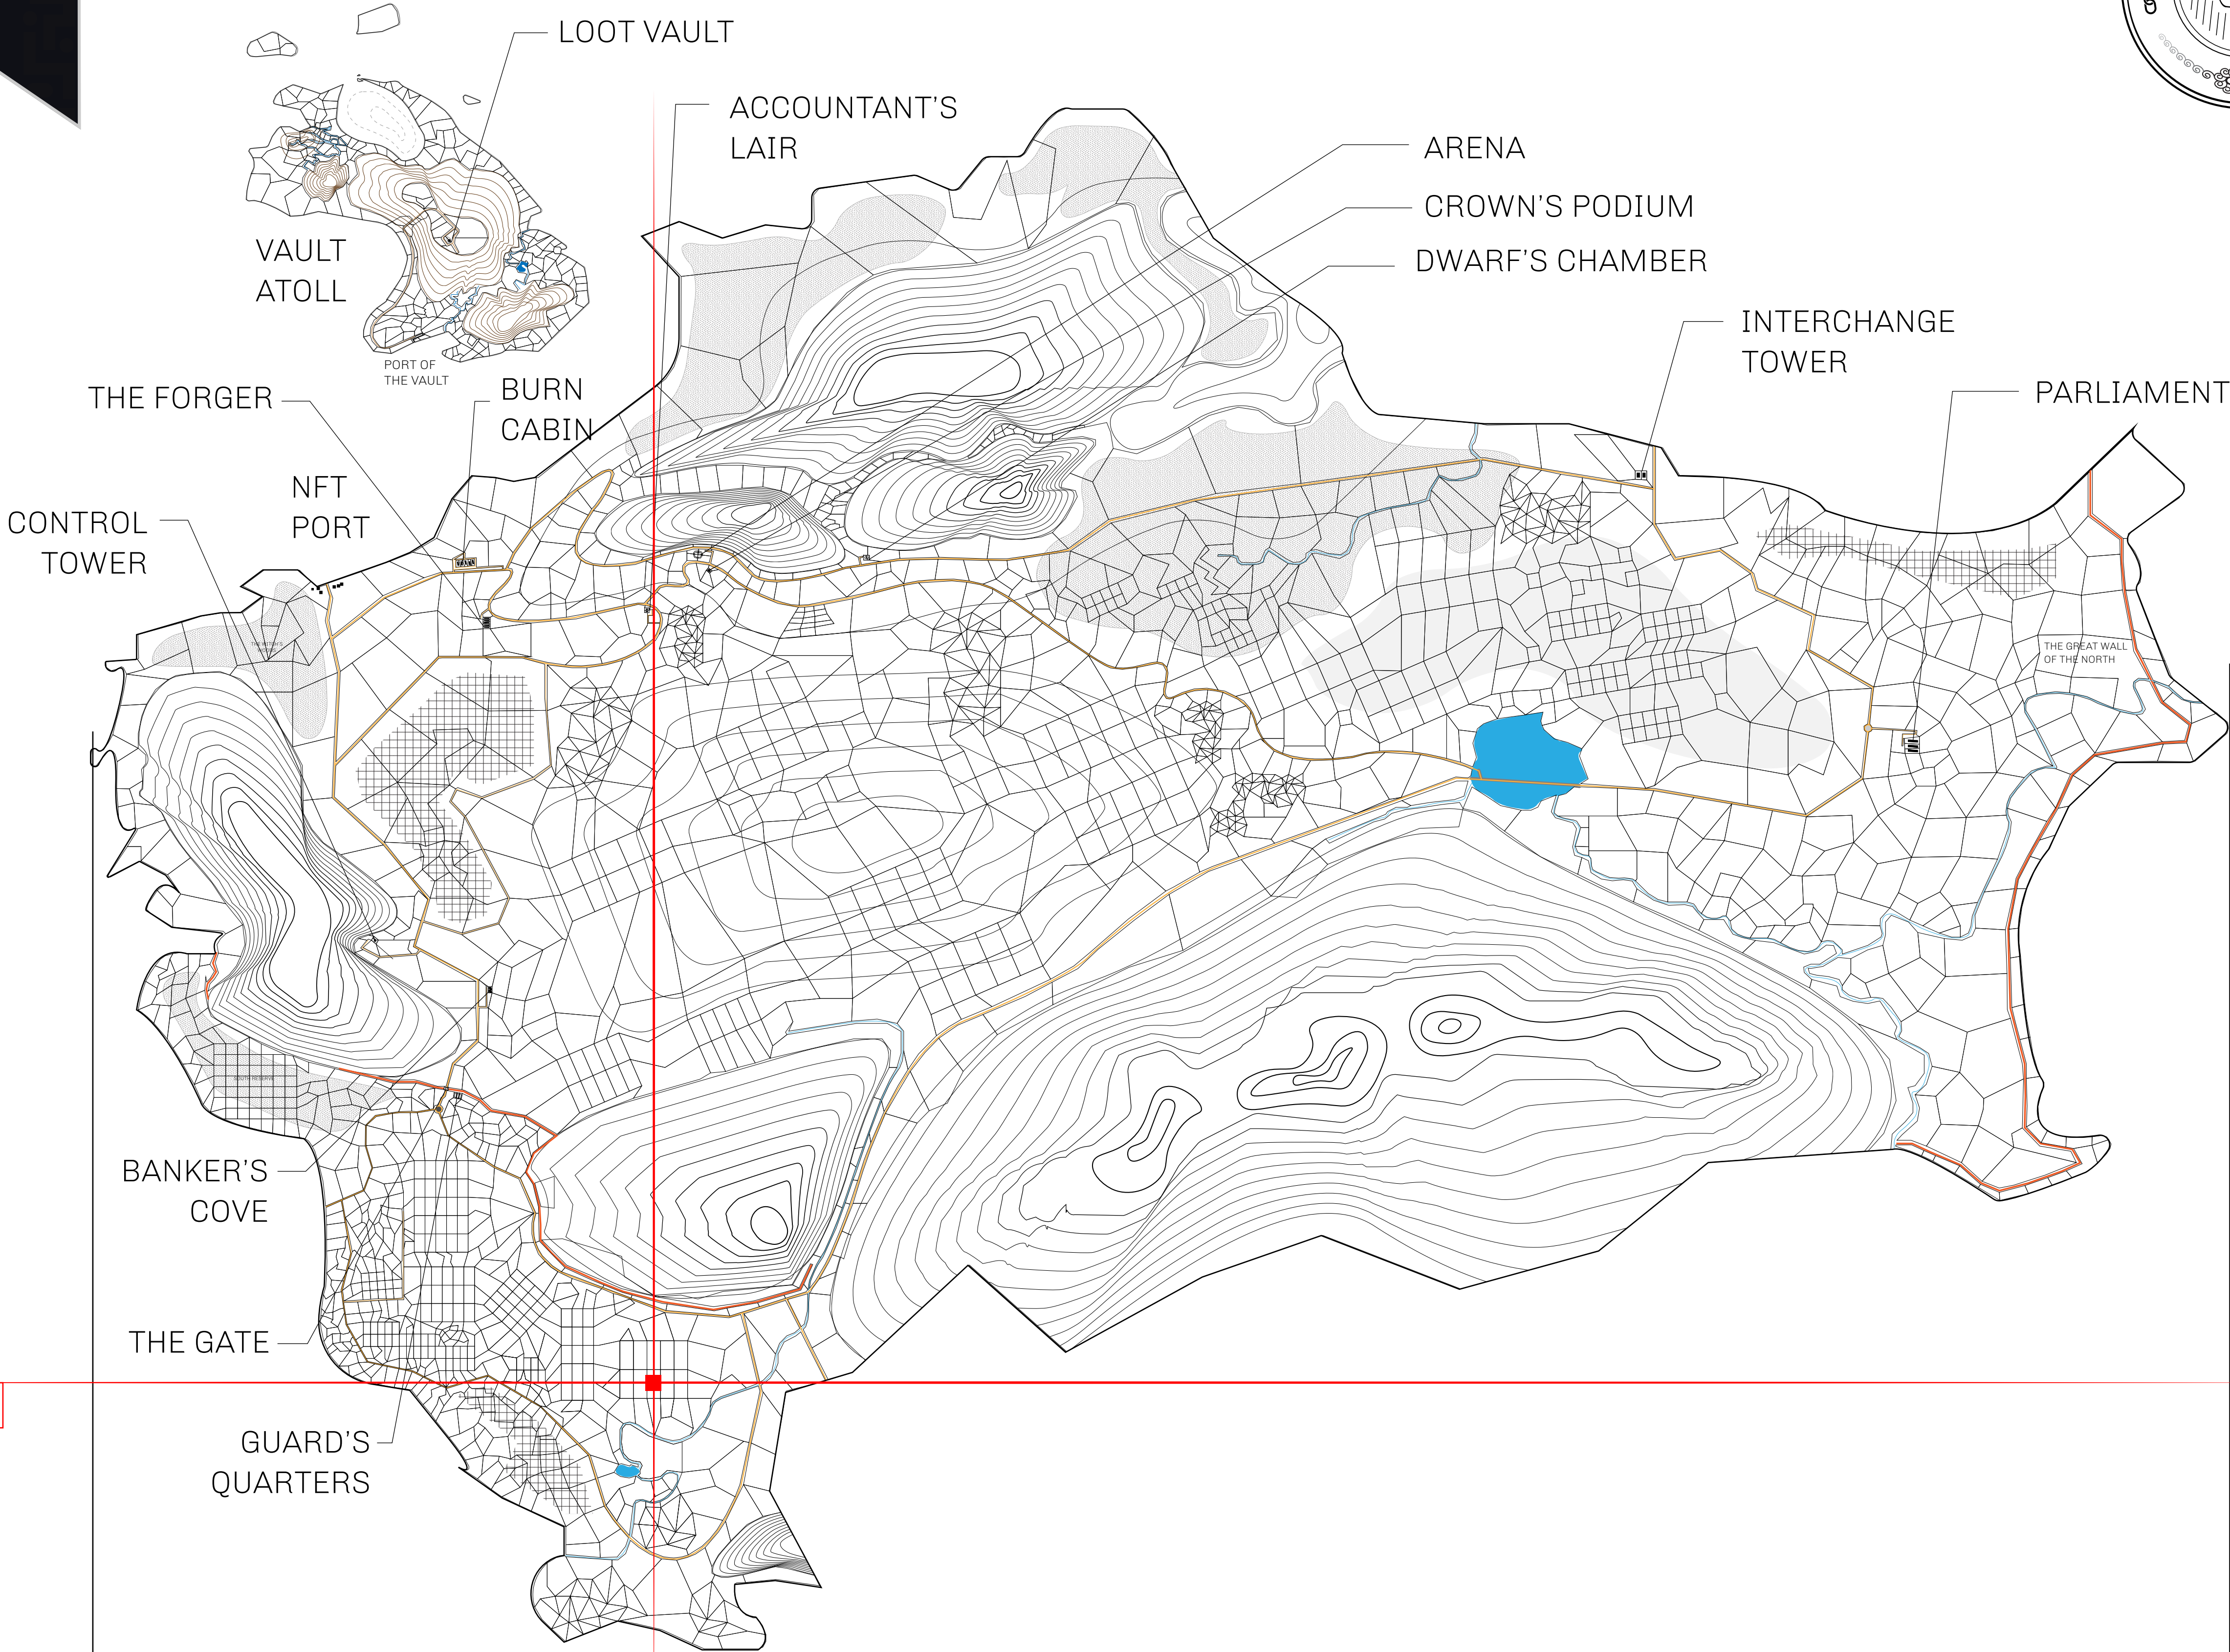 LOOT VAULT
ACCOUNTANT'S
LAIR
ARENA
CROWN'S PODIUM
DWARF'S CHAMBER
VAULT
ATOLL
INTERCHANGE
TOWER
PORT OF
THE VAULT
BURN
CABIN
THE FORGER
PARLIAMENT
NFT
PORT
CONTROL
TOWER
THE GREAT WALL
OF THE NORTH
SOUTH RESERVE
BANKER'S
COVE
THE GATE
GUARD'S
QUARTERS